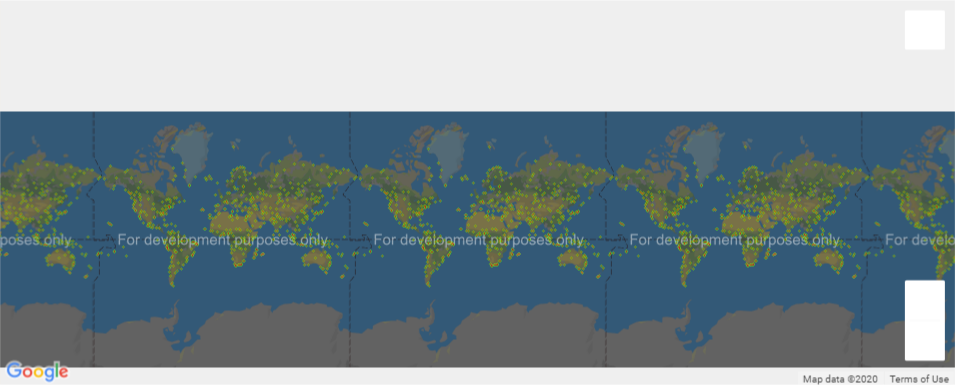 poses only For development purposes only For development purposes only For development purposes only For develo
Google Map data ©2020 Terms of Use